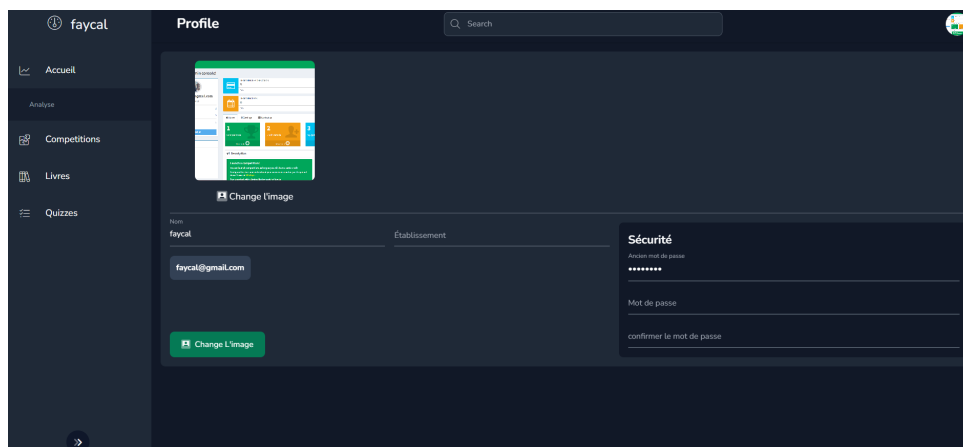 faycal
Profile
Search
Accueil
Analyse
Competitions
Livres
Quizzes
Change l'image
Nom
faycal
Établissement
faycal@gmail.com
Change L'image
Sécurité
Ancien mot de passe
••••••••
Mot de passe
confirmer le mot de passe